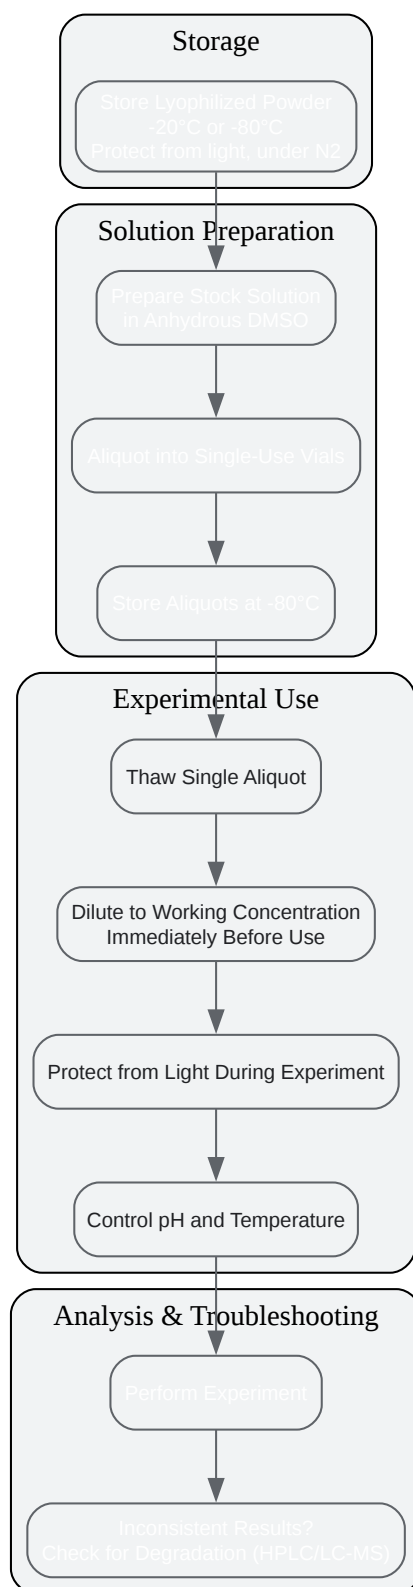 Storage
Store Lyophilized Powder
-20°C or -80°C
Protect from light, under N2
Solution Preparation
Prepare Stock Solution
in Anhydrous DMSO
Aliquot into Single-Use Vials
Store Aliquots at -80°C
Experimental Use
Thaw Single Aliquot
Dilute to Working Concentration
Immediately Before Use
Protect from Light During Experiment
Control pH and Temperature
Analysis & Troubleshooting
Perform Experiment
Inconsistent Results?
Check for Degradation (HPLC/LC-MS)